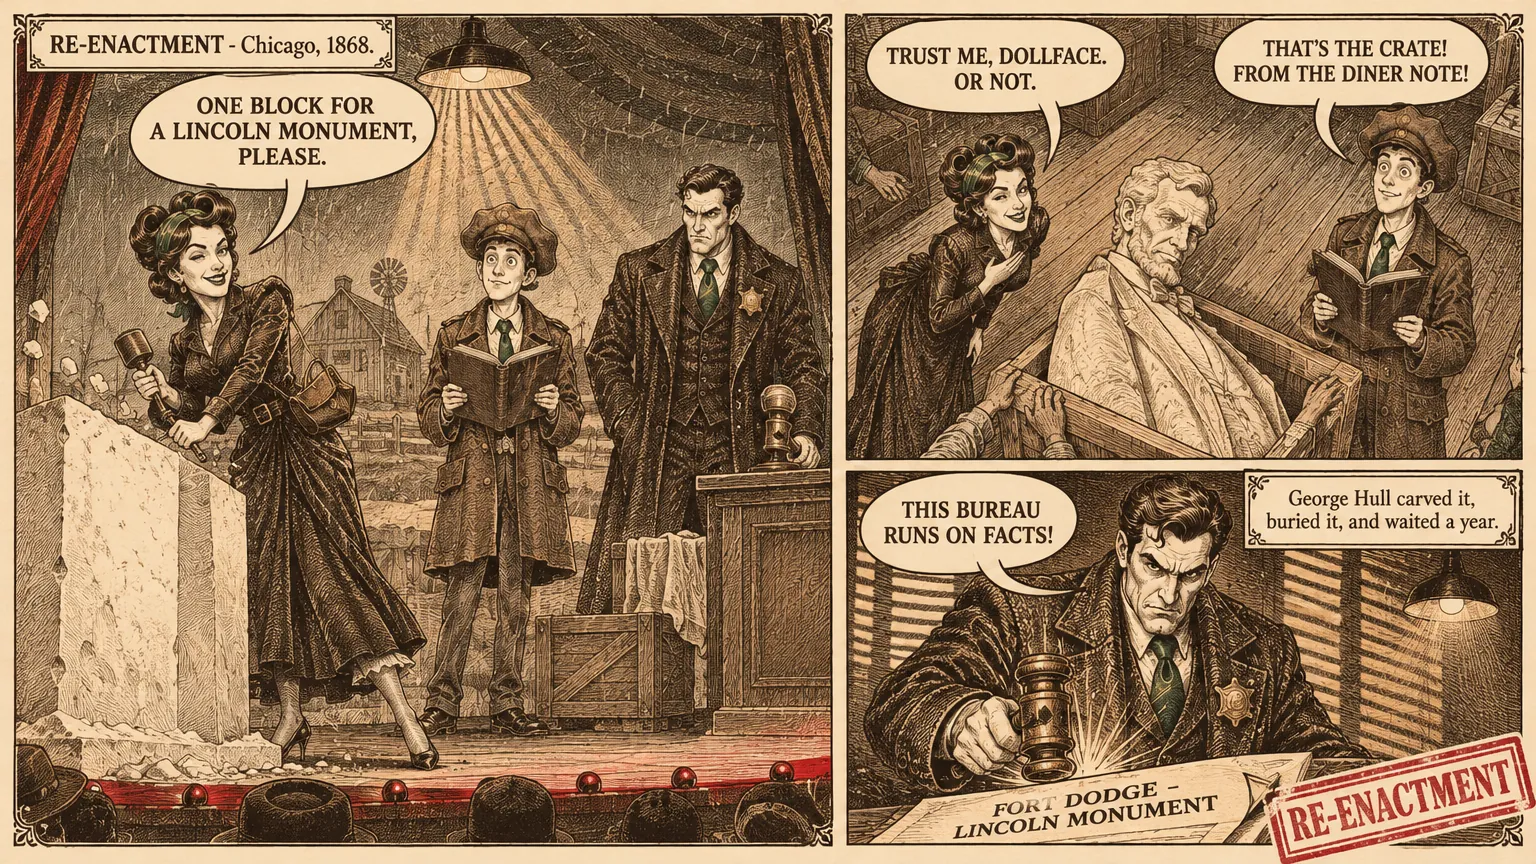 RE-ENACTMENT - Chicago, 1868.
ONE BLOCK FOR
A LINCOLN MONUMENT,
PLEASE.
TRUST ME, DOLLFACE.
OR NOT.
THAT'S THE CRATE!
FROM THE DINER NOTE!
THIS BUREAU
RUNS ON FACTS!
George Hull carved it,
buried it, and waited a year.
FORT DODGE –
LINCOLN MONUMENT
RE-ENACTMENT